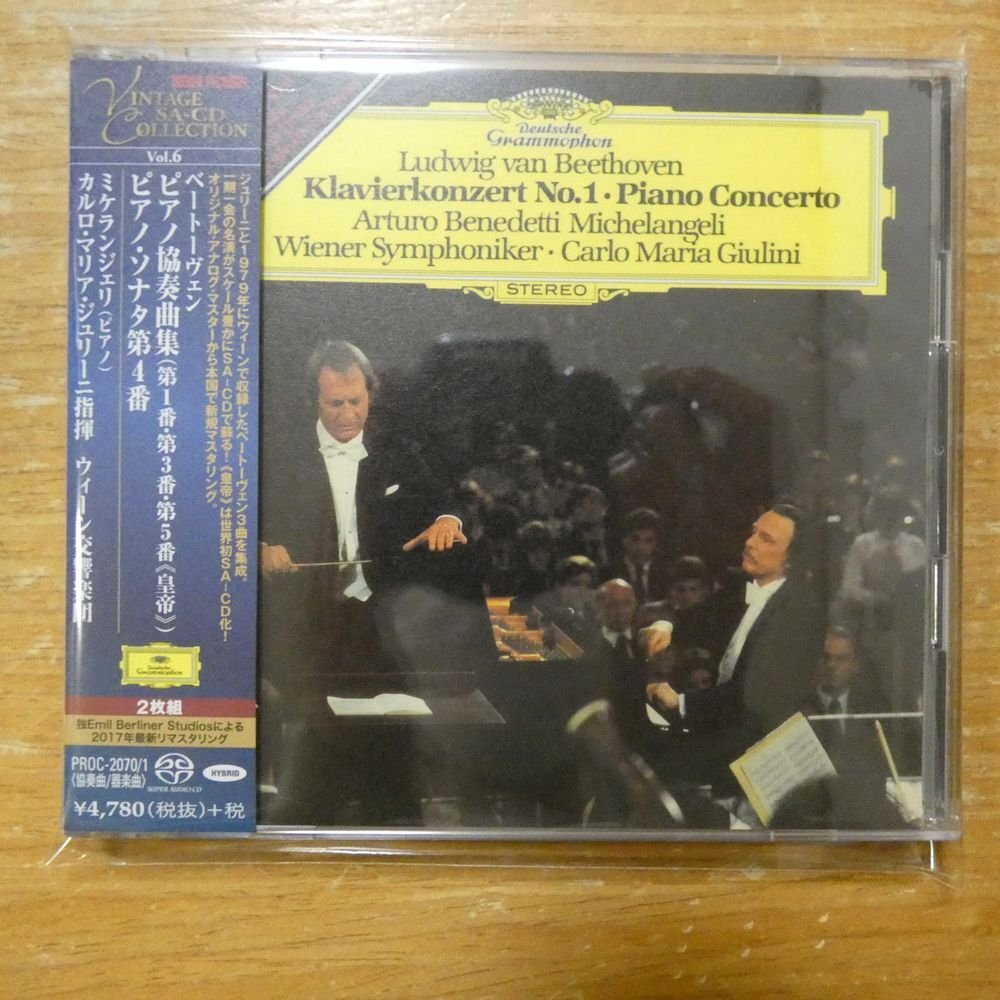 VINTAGE
SA-CD
COLLECTION
Vol.6
ジュリーニと1979年にウィーンで収録したベートーヴェン3曲を集成。
一期一会の名演がスケール豊かにSA-CDで蘇る!《皇帝》は世界初SA-CD化!
オリジナル・アナログ・マスターから本国で新規マスタリング。
ベートーヴェン
ピアノ協奏曲集(第1番・第3番・第5番《皇帝》)
ピアノ・ソナタ第4番
ミケランジェリ(ピアノ)
カルロ・マリア・ジュリーニ指揮 ウィーン交響楽団
Deutsche
Grammophon
2枚組
独Emil Berliner Studiosによる
2017年最新リマスタリング
PROC-2070/1
〈協奏曲/器楽曲〉
SUPER AUDIO CD
HYBRID
¥4,780(税抜)+税
Deutsche
Grammophon
Ludwig van Beethoven
Klavierkonzert No.1・Piano Concerto
Arturo Benedetti Michelangeli
Wiener Symphoniker・Carlo Maria Giulini
STEREO